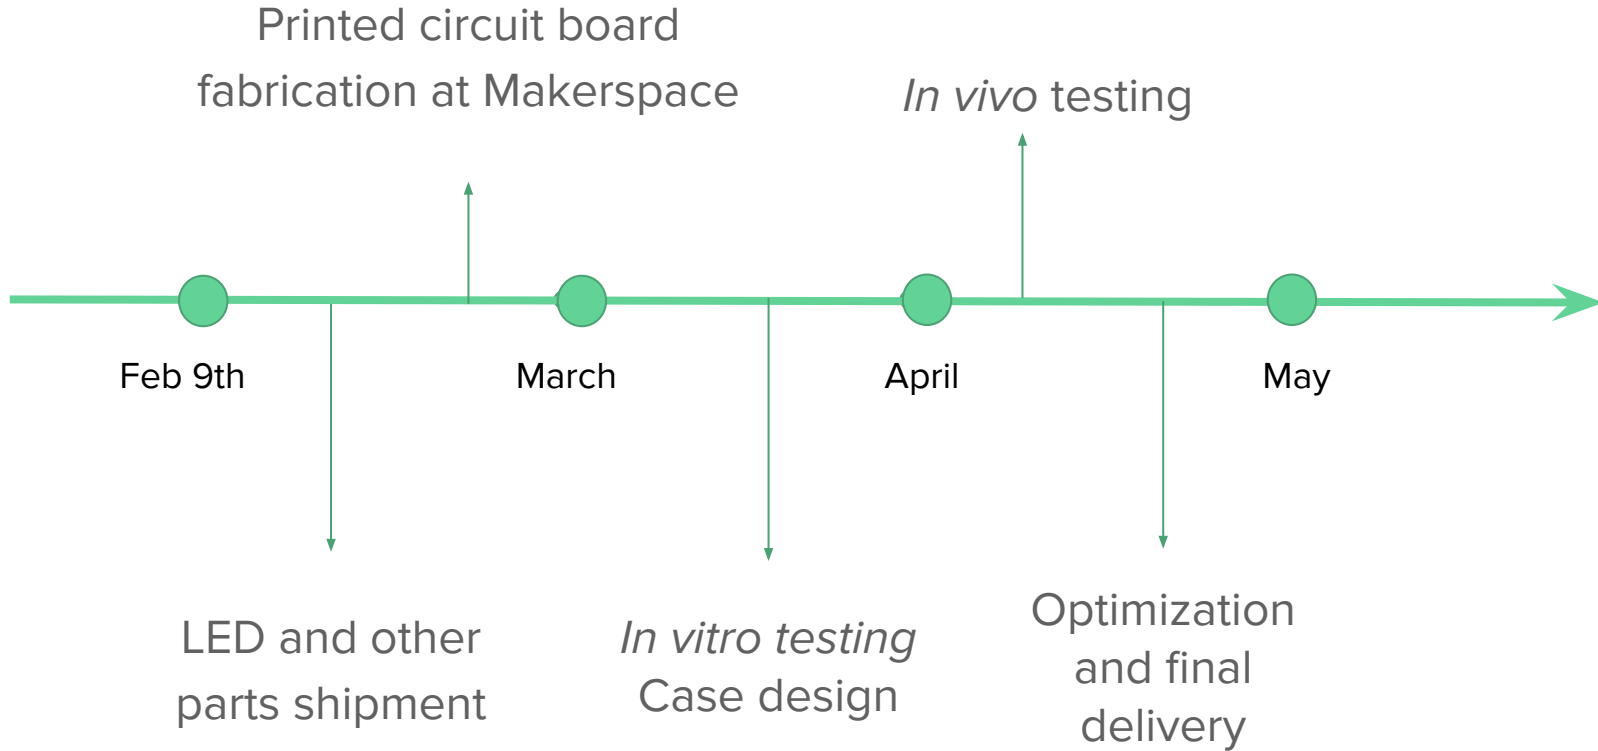 Printed circuit board
fabrication at Makerspace
In vivo testing
Feb 9th
March
April
May
LED and other
parts shipment
In vitro testing
Case design
Optimization
and final
delivery